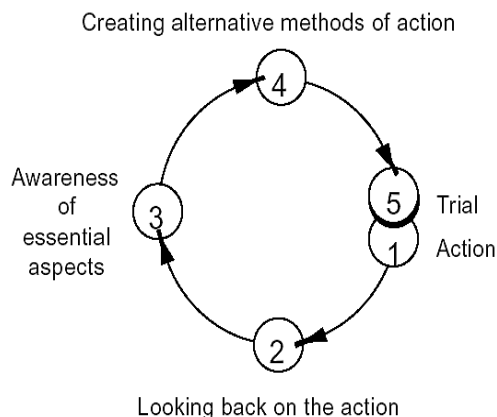 Creating alternative methods of action
4
Awareness
of
essential
aspects
3
5
Trial
1
Action
2
Looking back on the action